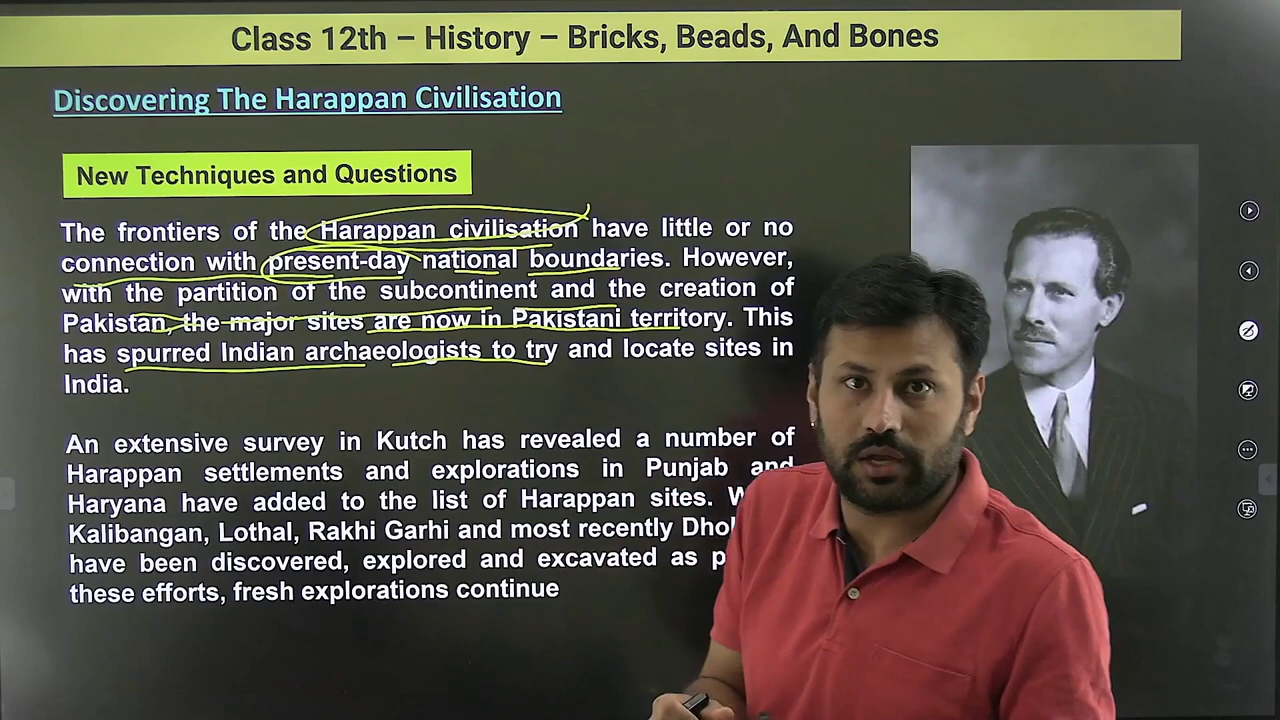 Class 12th – History – Bricks, Beads, And Bones
Discovering The Harappan Civilisation
New Techniques and Questions
The frontiers of the Harappan civilisation have little or no
connection with present-day national boundaries. However,
with the partition of the subcontinent and the creation of
Pakistan, the major sites are now in Pakistani territory. This
has spurred Indian archaeologists to try and locate sites in
India.
An extensive survey in Kutch has revealed a number of
Harappan settlements and explorations in Punjab and
Haryana have added to the list of Harappan sites.
Kalibangan, Lothal, Rakhi Garhi and most recently
have been discovered, explored and excavated as
these efforts, fresh explorations continue